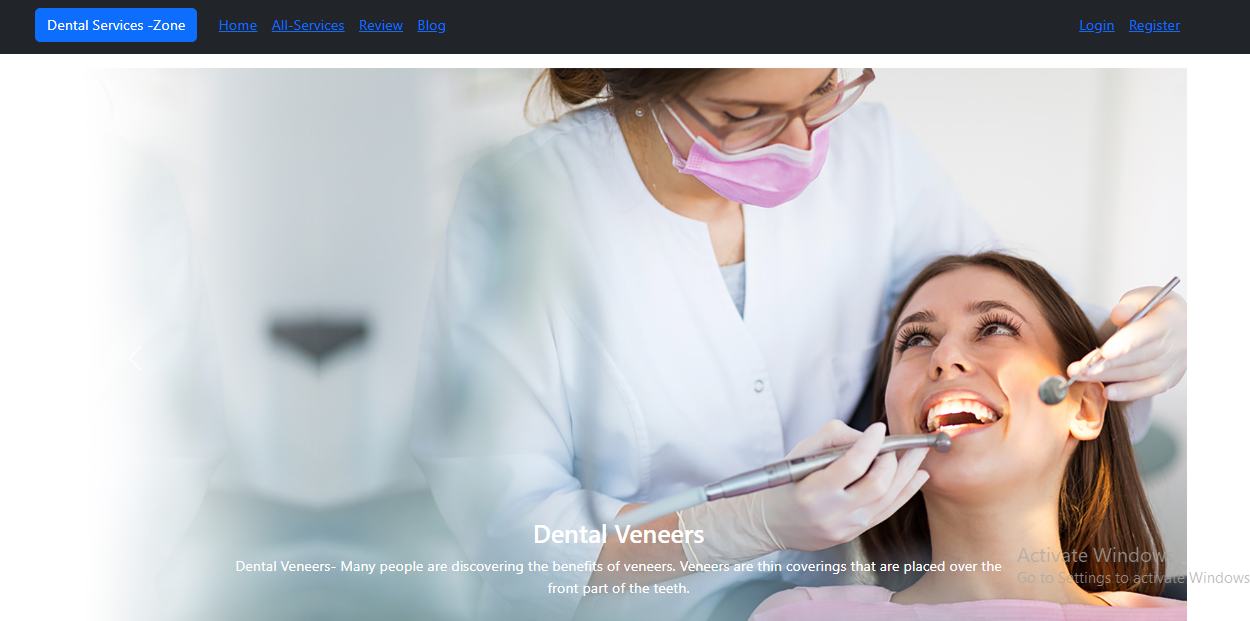 Dental Services -Zone Home All-Services Review Blog Login Register
Dental Veneers
Dental Veneers- Many people are discovering the benefits of veneers. Veneers are thin coverings that are placed over the
front part of the teeth.
Activate Windows
Go to Settings to activate Windows